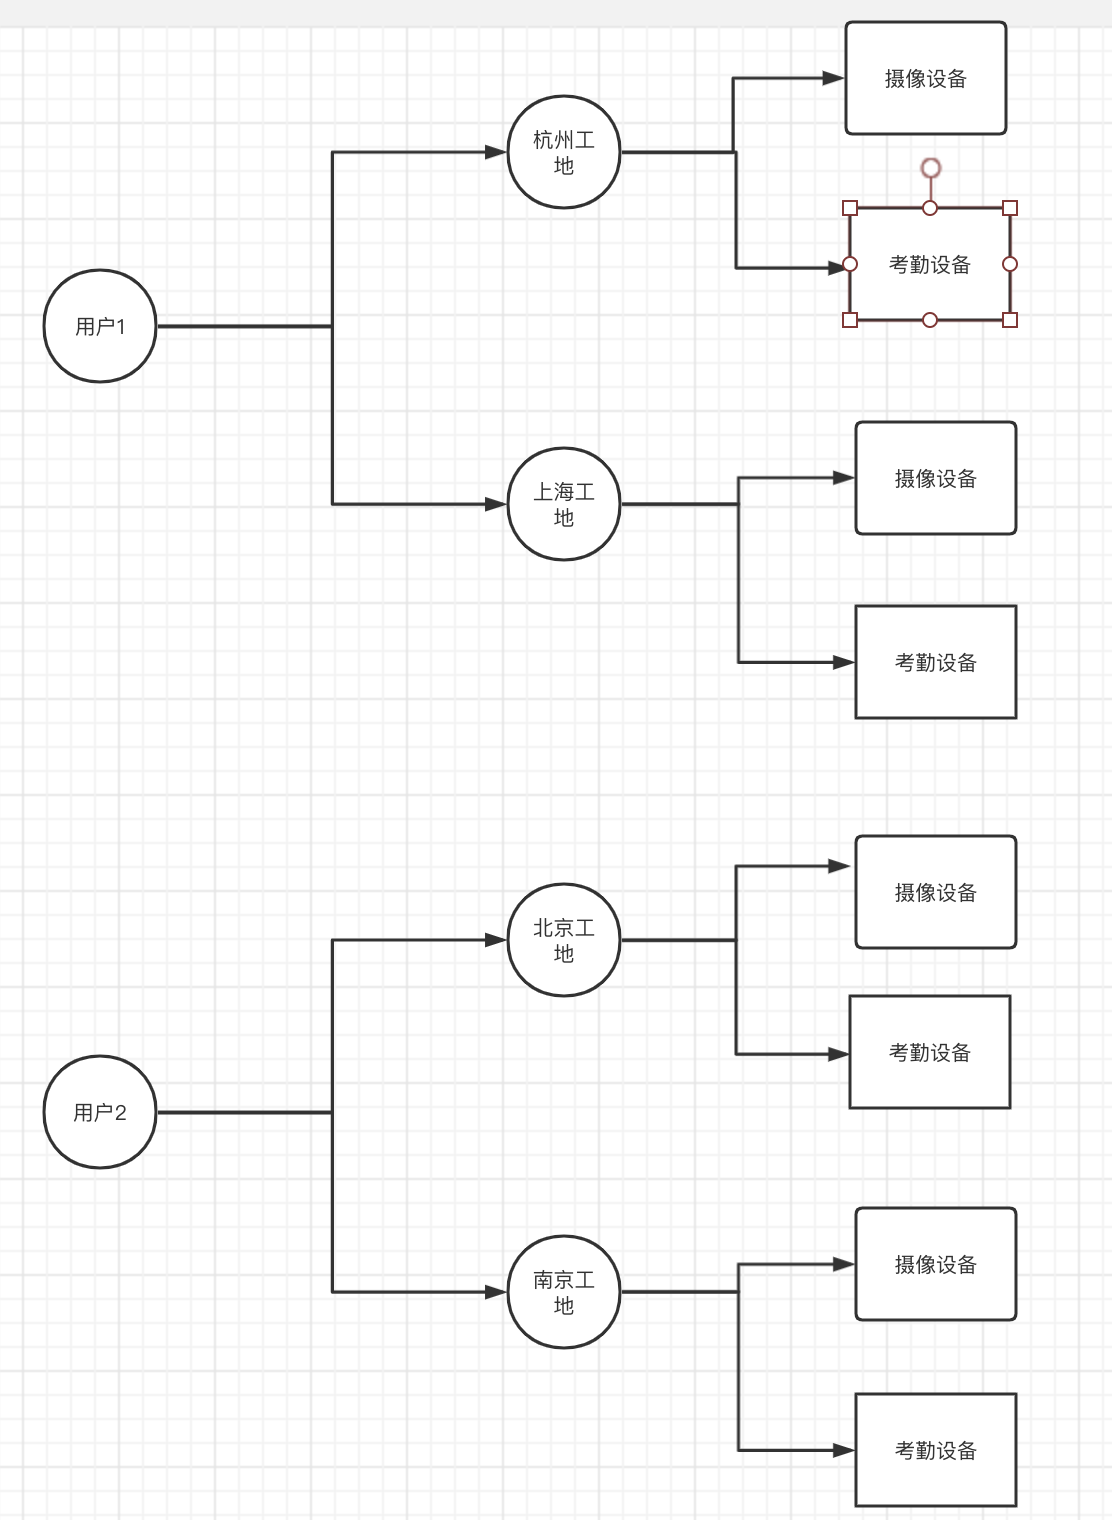 摄像设备
杭州工
地
考勤设备
用户1
摄像设备
上海工
地
考勤设备
摄像设备
北京工
地
考勤设备
用户2
摄像设备
南京工
地
考勤设备